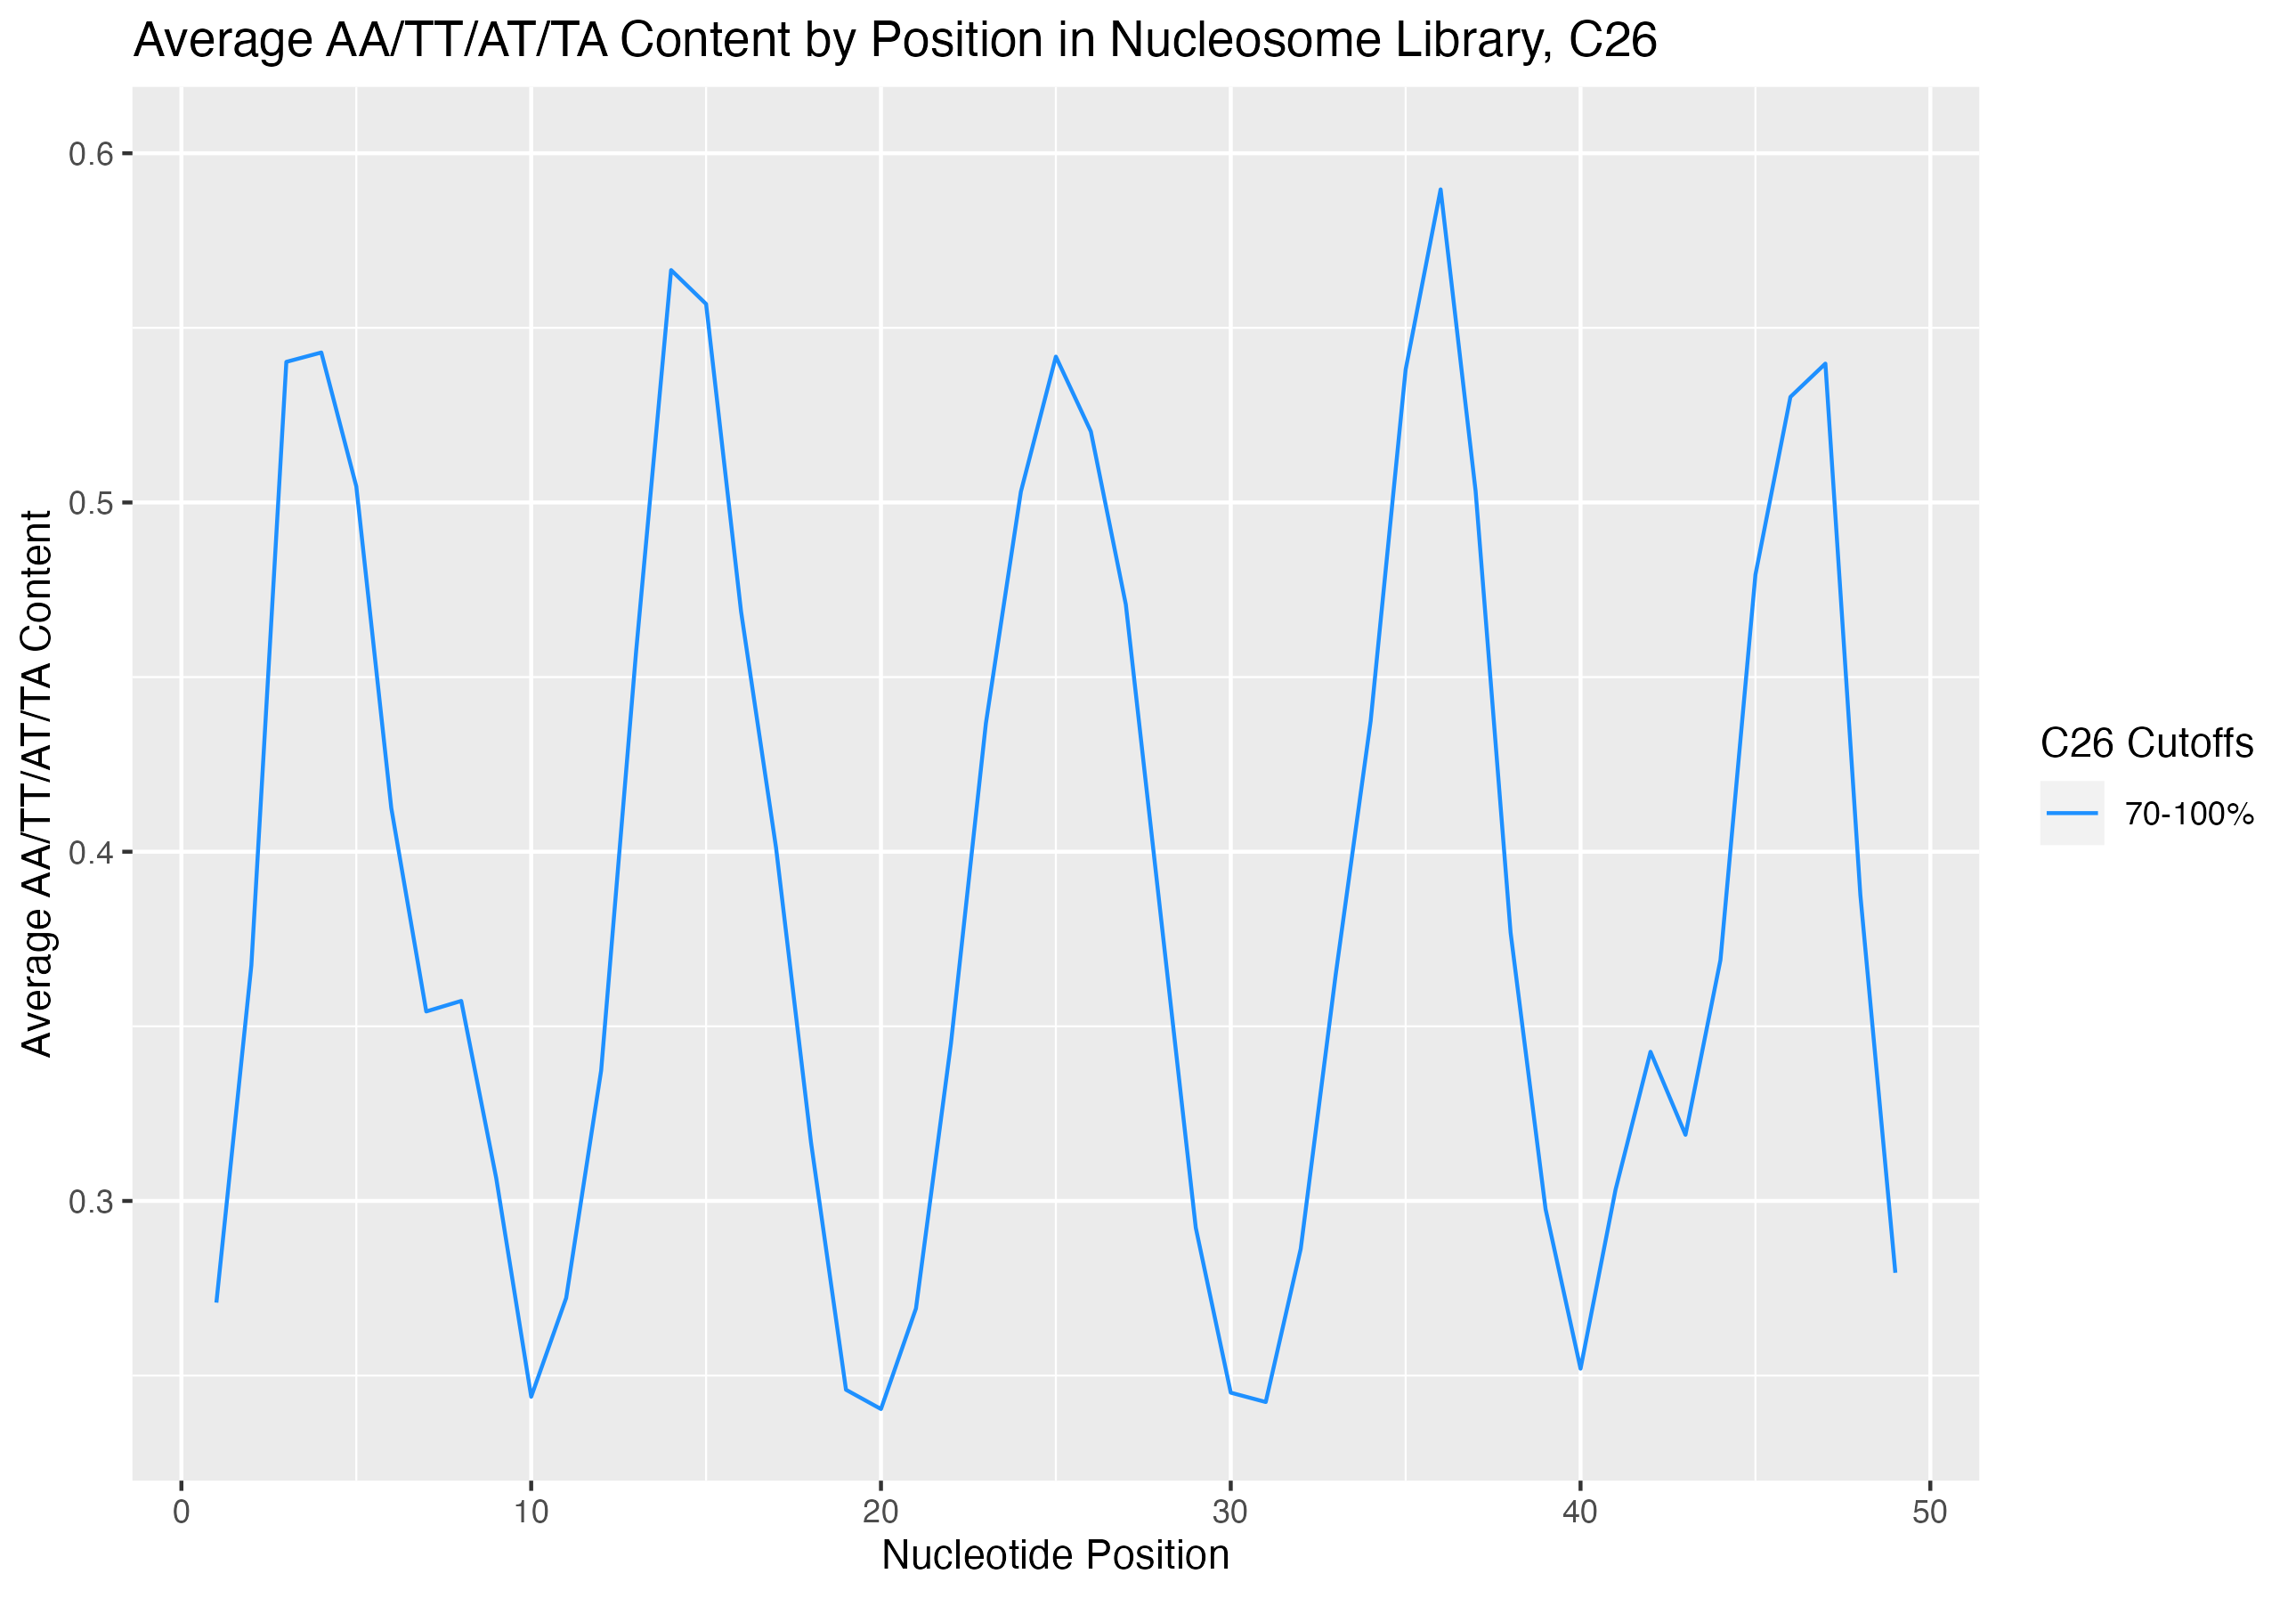 Average AA/TT/AT/TA Content by Position in Nucleosome Library, C26
Average AA/TT/AT/TA Content
0.6
0.5
0.4
0.3
0
10
20
30
40
50
Nucleotide Position
C26 Cutoffs
70-100%